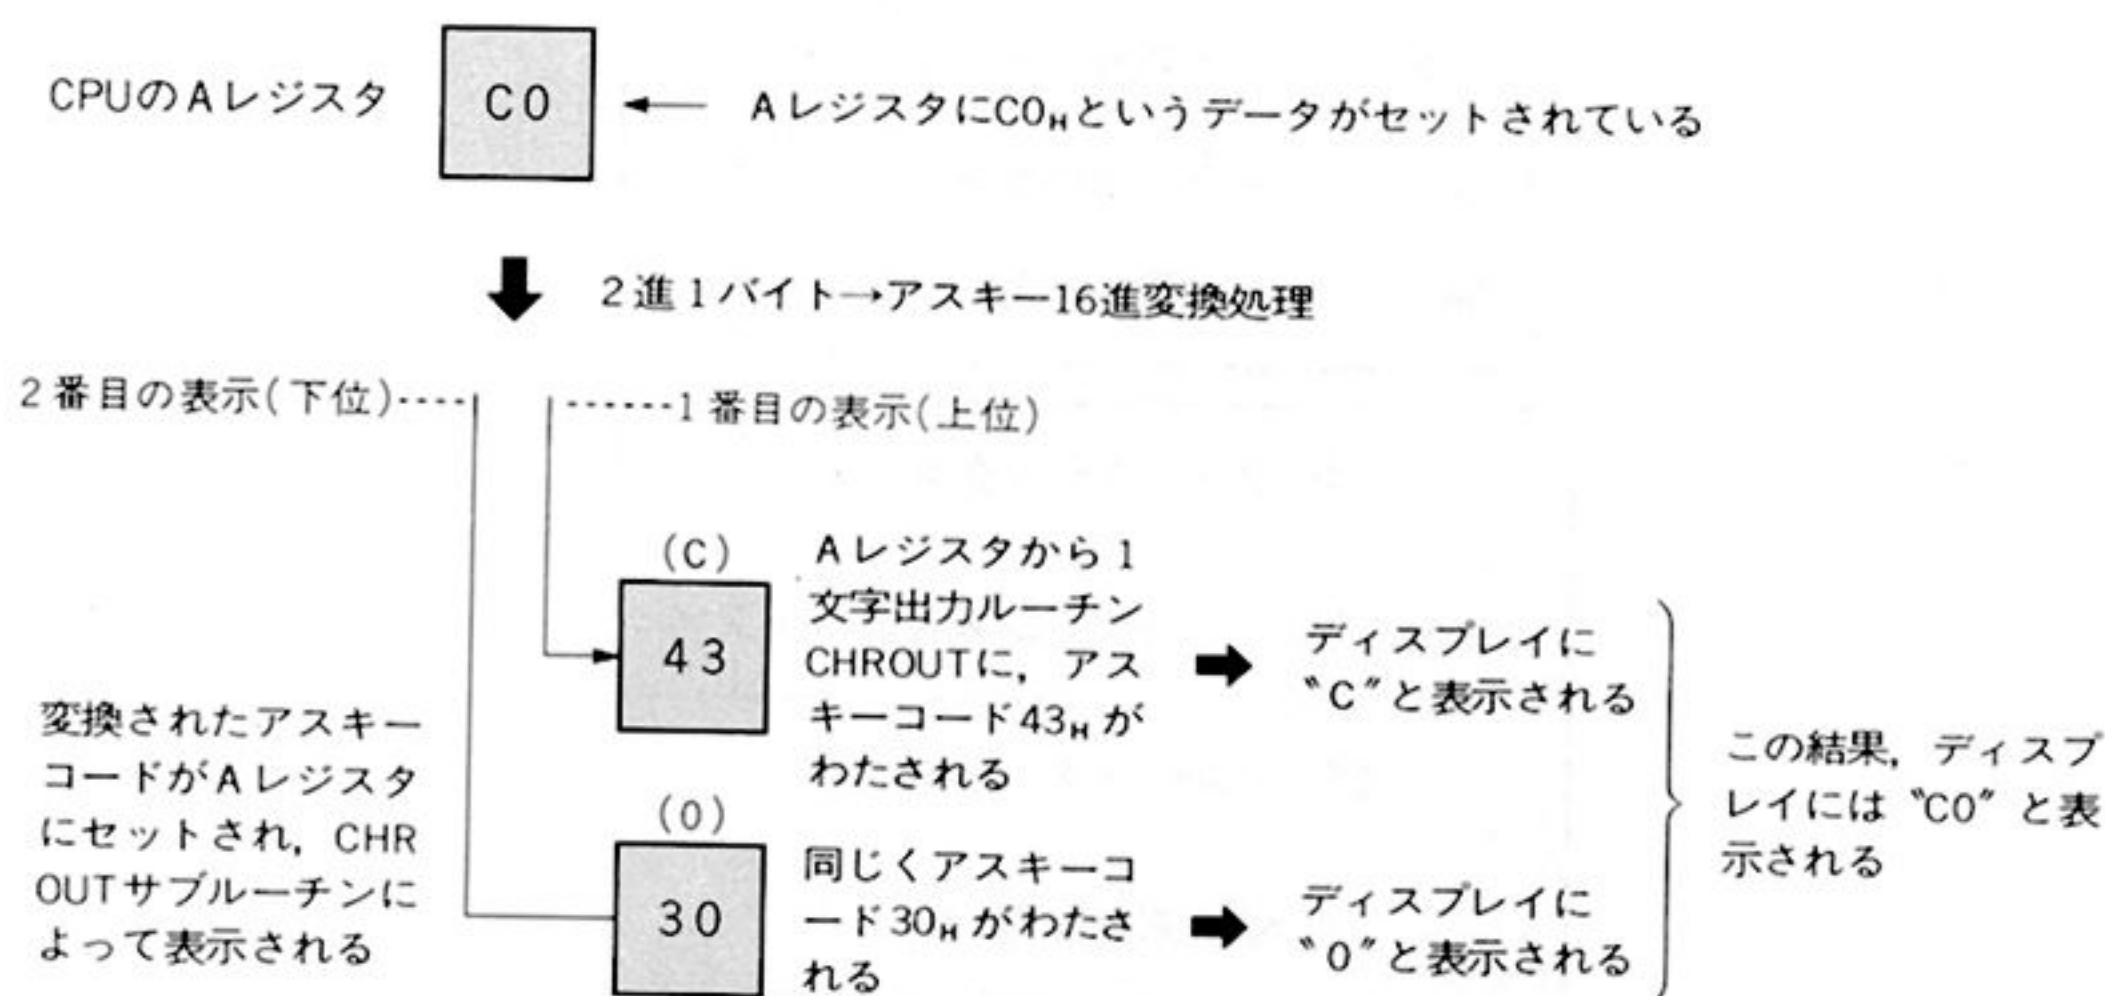 CPUのAレジスタ
C0
AレジスタにC0Hというデータがセットされている
2進1バイト→アスキー16進変換処理
2番目の表示(下位)
1番目の表示(上位)
(C)
43
Aレジスタから1
文字出力ルーチン
CHROUTに，アス
キーコード43Hが
わたされる
ディスプレイに
〝C〞と表示される
変換されたアスキー
コードがAレジスタ
にセットされ，CHR
OUTサブルーチンに
よって表示される
(0)
30
同じくアスキーコ
ード30Hがわたさ
れる
ディスプレイに
〝0〞と表示される
この結果，ディスプ
レイには〝C0〞と表
示される